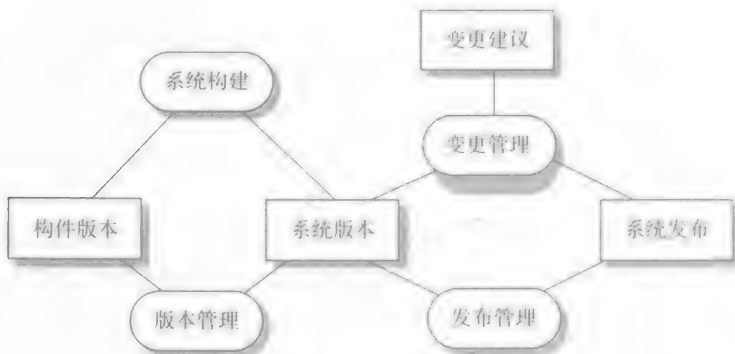 变更建议
系统构建
变更管理
构件版本
系统版本
系统发布
版本管理
发布管理